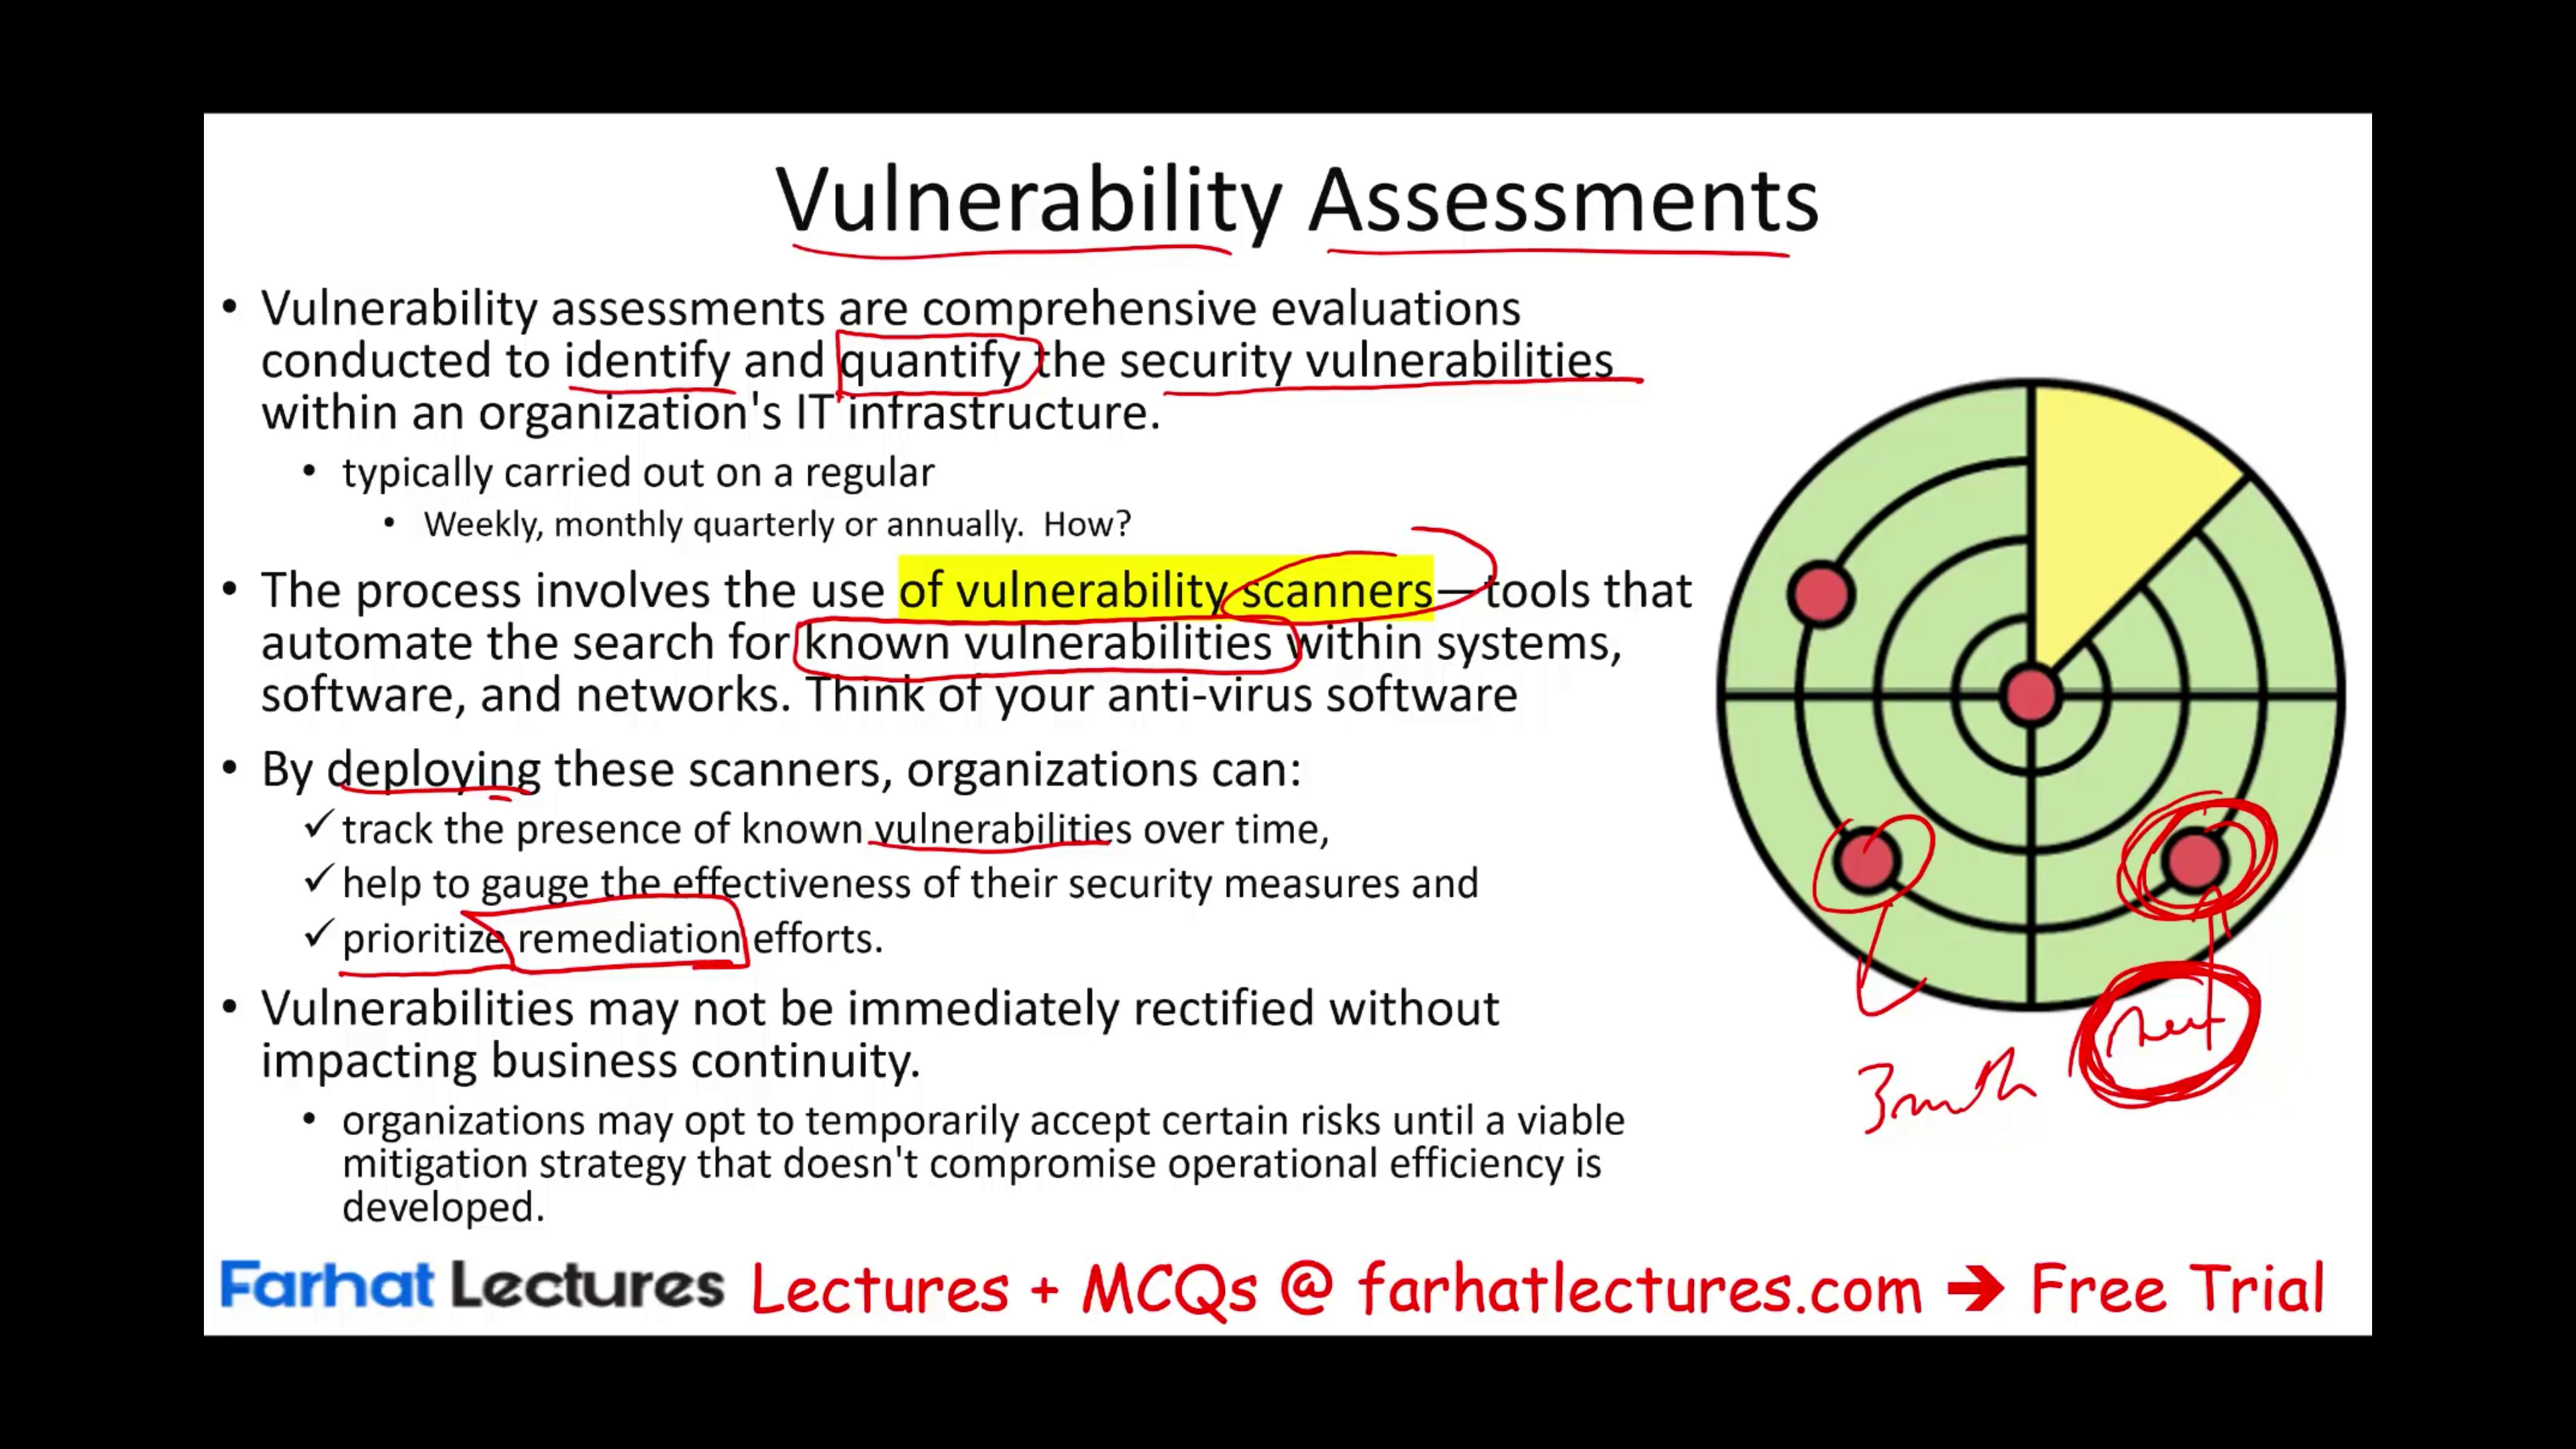 Vulnerability Assessments
• Vulnerability assessments are comprehensive evaluations
conducted to identify and quantify the security vulnerabilities
within an organization's IT infrastructure.
• typically carried out on a regular
• Weekly, monthly quarterly or annually. How?
• The process involves the use of vulnerability scanners—tools that
automate the search for known vulnerabilities within systems,
software, and networks. Think of your anti-virus software
• By deploying these scanners, organizations can:
✓ track the presence of known vulnerabilities over time,
✓ help to gauge the effectiveness of their security measures and
✓ prioritize remediation efforts.
• Vulnerabilities may not be immediately rectified without
impacting business continuity.
• organizations may opt to temporarily accept certain risks until a viable
mitigation strategy that doesn't compromise operational efficiency is
developed.
3 month
Farhat Lectures Lectures + MCQs @ farhatlectures.com ➔ Free Trial